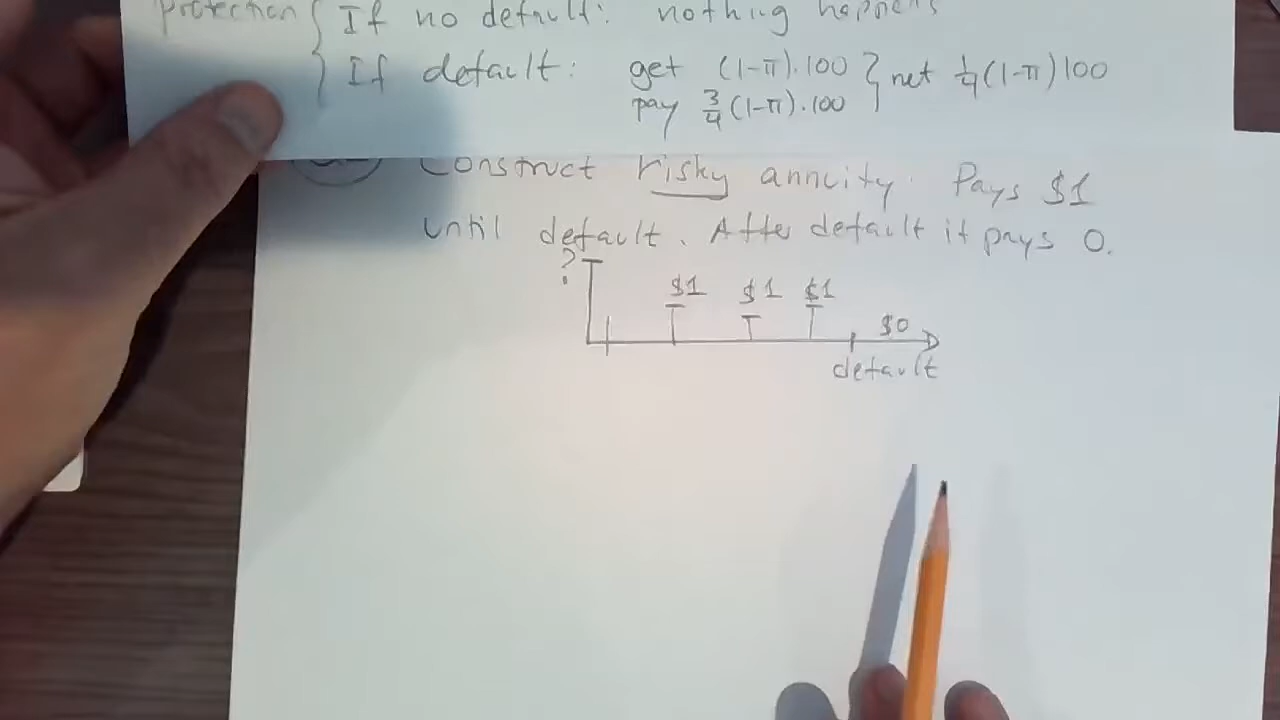 protection { If no default: nothing happens
If default: get (1-π).100 } net 1/4(1-π)100
pay 3/4(1-π).100
Construct risky annuity. Pays $1
until default. After default it pays 0.
? $1 $1 $1 $0
default